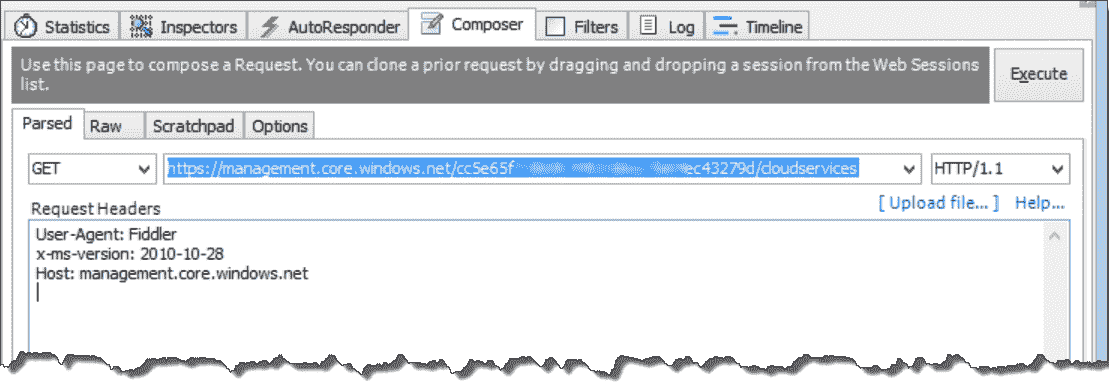 Statistics Inspectors AutoResponder Composer Filters Log Timeline
Use this page to compose a Request. You can clone a prior request by dragging and dropping a session from the Web Sessions
list.
Execute
Parsed Raw Scratchpad Options
GET https://management.core.windows.net/cc5e65f ec43279d/cloudservices HTTP/1.1
[ Upload file... ] Help...
Request Headers
User-Agent: Fiddler
x-ms-version: 2010-10-28
Host: management.core.windows.net